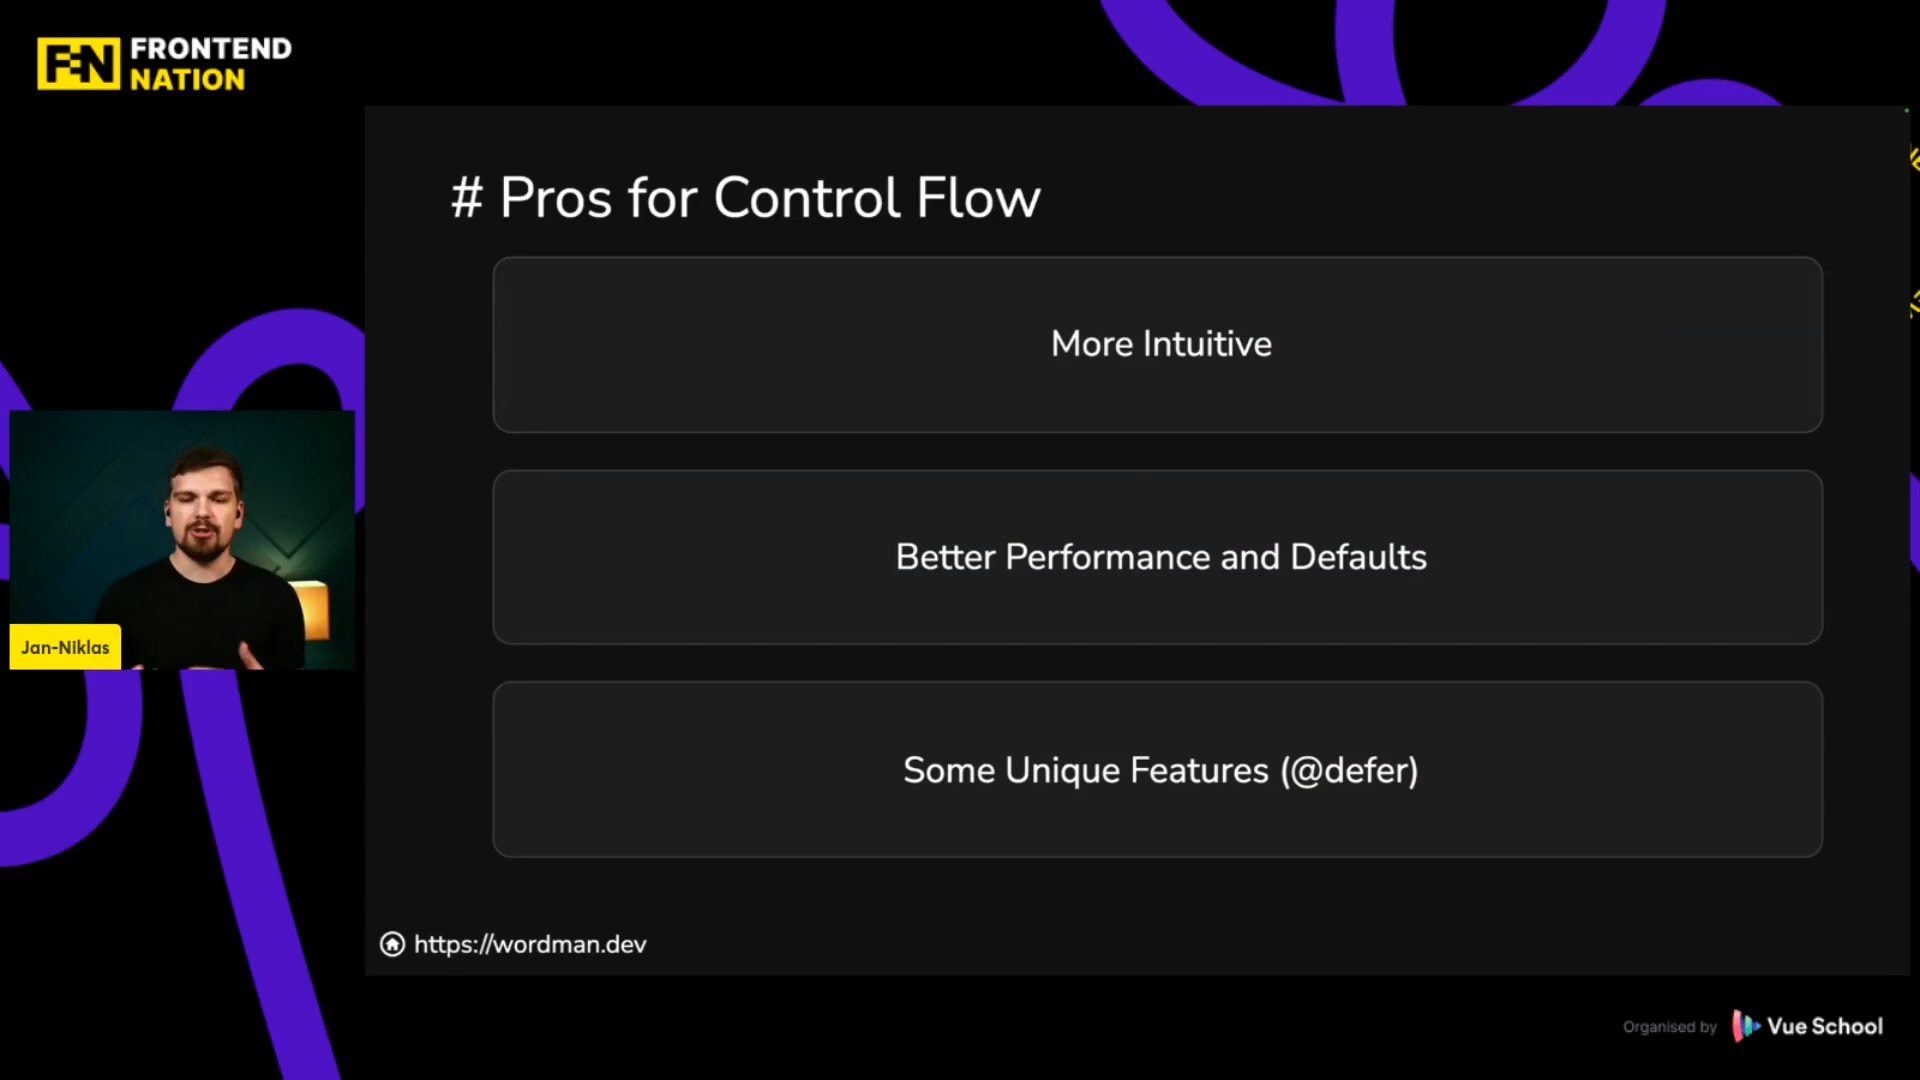 FRONTEND
NATION
# Pros for Control Flow
More Intuitive
Better Performance and Defaults
Some Unique Features (@defer)
Jan-Niklas
https://wordman.dev
Organised by Vue School